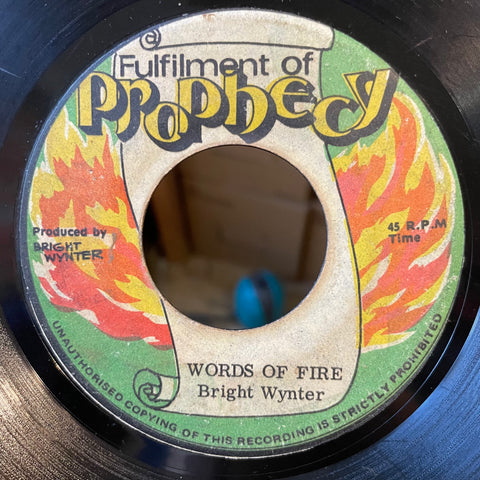 Fulfilment of
Prophecy
Produced by
BRIGHT
WYNTER
45 R.P.M
Time
WORDS OF FIRE
Bright Wynter
UNAUTHORISED COPYING OF THIS RECORDING IS STRICTLY PROHIBITED